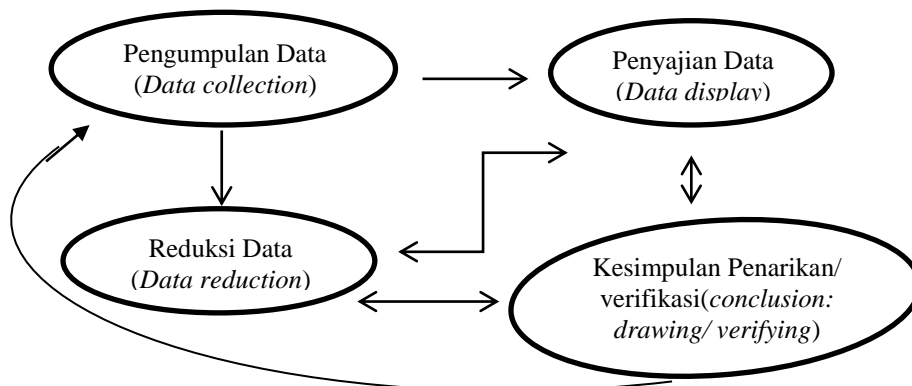 Pengumpulan Data
(Data collection)
Penyajian Data
(Data display)
Reduksi Data
(Data reduction)
Kesimpulan Penarikan/
verifikasi(conclusion:
drawing/ verifying)